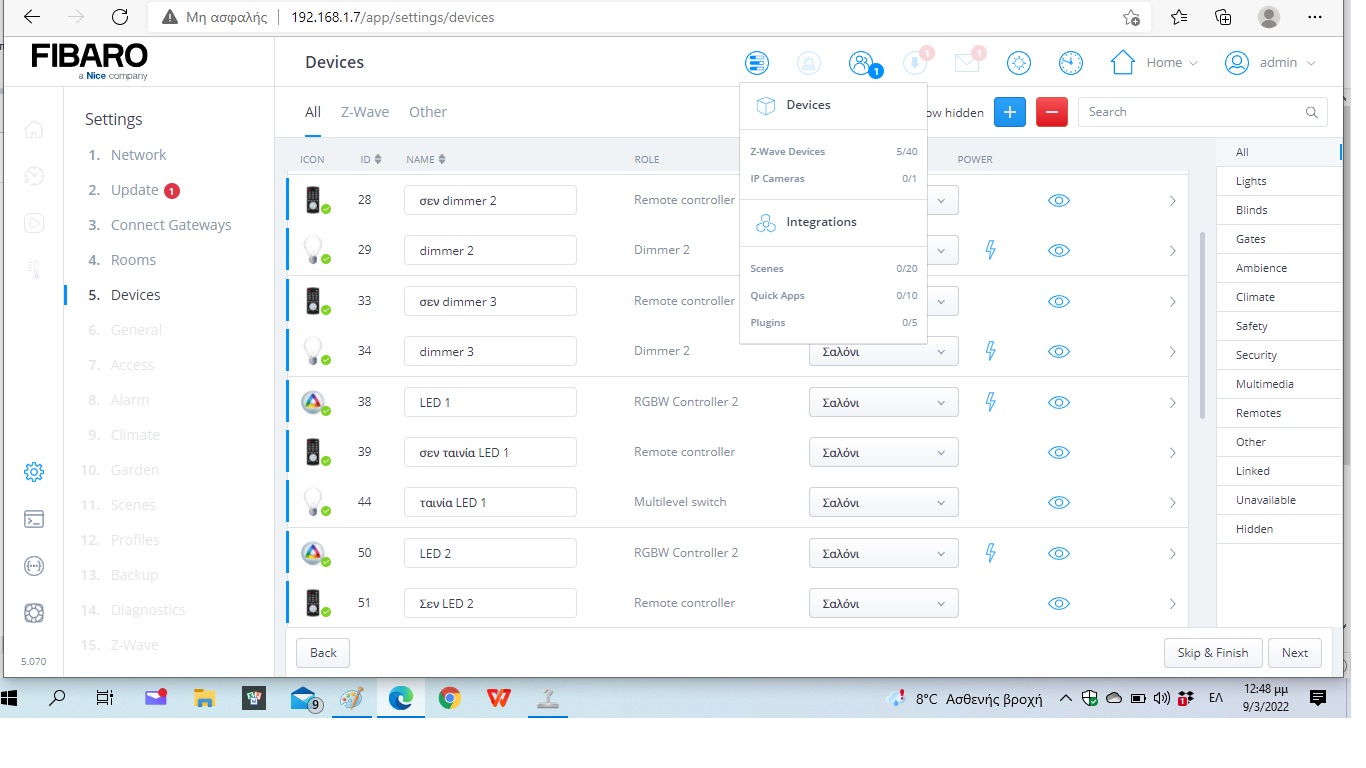 Μη ασφαλής
192.168.1.7/app/settings/devices
FIBARO
a Nice company
Devices
1
1
1
Home
admin
Settings
1. Network
2. Update 1
3. Connect Gateways
4. Rooms
5. Devices
6. General
7. Access
8. Alarm
9. Climate
10. Garden
11. Scenes
12. Profiles
13. Backup
14. Diagnostics
15. Z-Wave
5.070
All Z-Wave Other
hidden
Search
Devices
Z-Wave Devices 5/40
IP Cameras 0/1
Integrations
Scenes 0/20
Quick Apps 0/10
Plugins 0/5
ICON ID NAME ROLE POWER
28 σεν dimmer 2 Remote controller
29 dimmer 2 Dimmer 2
33 σεν dimmer 3 Remote controller
34 dimmer 3 Dimmer 2 Σαλόνι
38 LED 1 RGBW Controller 2 Σαλόνι
39 σεν ταινία LED 1 Remote controller Σαλόνι
44 ταινία LED 1 Multilevel switch Σαλόνι
50 LED 2 RGBW Controller 2 Σαλόνι
51 Σεν LED 2 Remote controller Σαλόνι
All
Lights
Blinds
Gates
Ambience
Climate
Safety
Security
Multimedia
Remotes
Other
Linked
Unavailable
Hidden
Back
Skip & Finish
Next
9
8°C Ασθενής βροχή
1
ΕΛ
12:48 μμ
9/3/2022